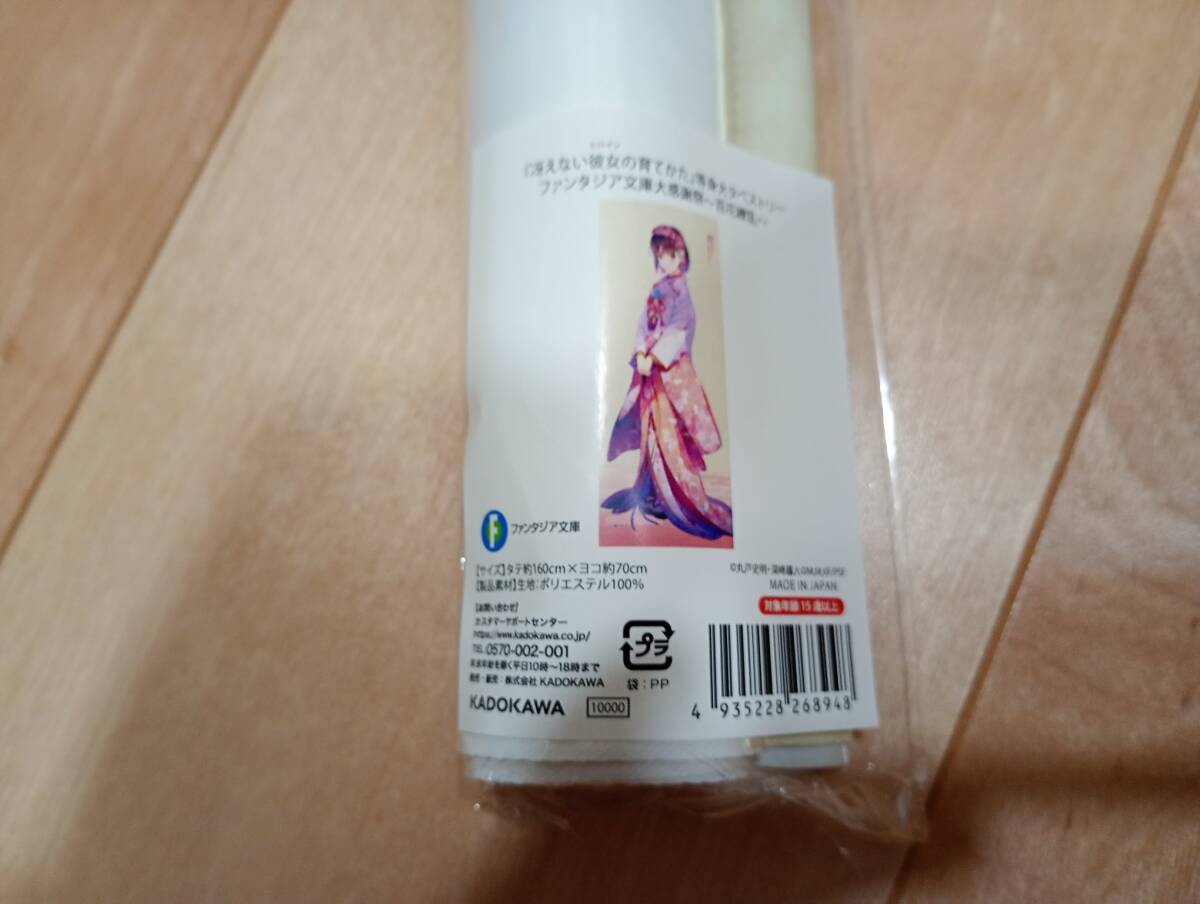 ヒロイン
『冴えない彼女の育てかた』等身大タペストリー
ファンタジア文庫大感謝祭～百花繚乱～
F
ファンタジア文庫
【サイズ】タテ約160cm×ヨコ約70cm
【製品素材】生地：ポリエステル100%
©丸戸史明・深崎暮人
MADE IN JAPAN
対象年齢15歳以上
【お問い合わせ】
カスタマーサポートセンター
https://www.kadokawa.co.jp/
TEL:0570-002-001
年末年始を除く平日10時～18時まで
発売・販売：株式会社 KADOKAWA
KADOKAWA
10000
プラ
袋：PP
4 935228 268948